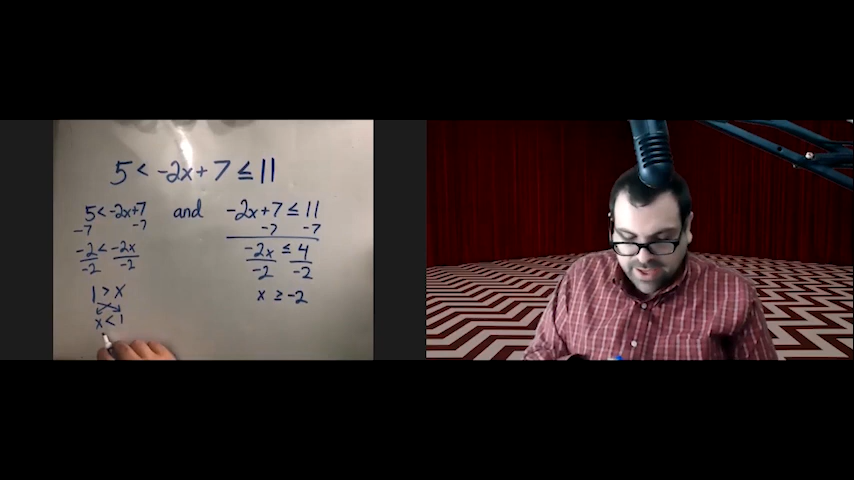 5 < -2x + 7 ≤ 11
5 < -2x+7 and -2x+7 ≤ 11
-7 -7 -7 -7
-2 < -2x -2x ≤ 4
-2 -2 -2 -2
1 > x x ≥ -2
x < 1